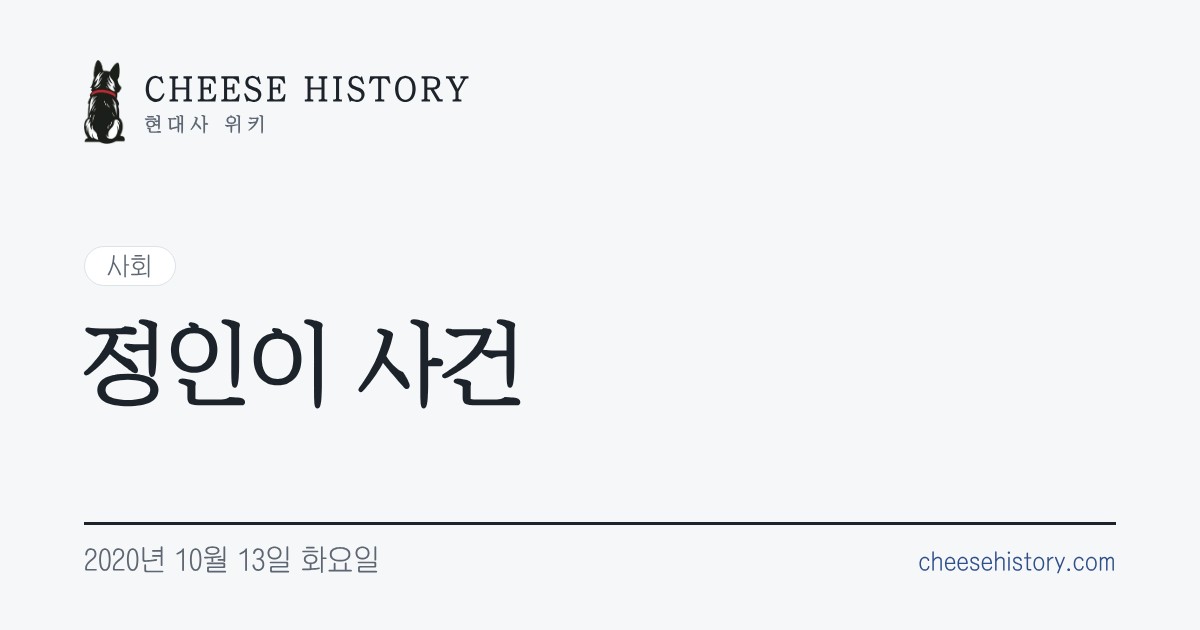 CHEESE HISTORY
현대사 위키
사회
정인이 사건
2020년 10월 13일 화요일
cheesehistory.com